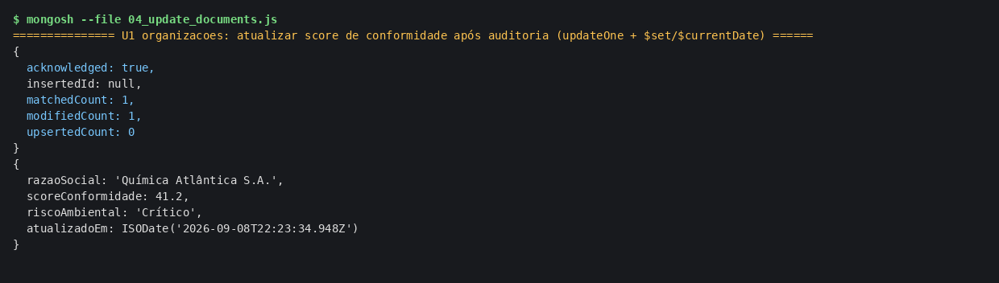 $ mongosh --file 04_update_documents.js
=============== U1 organizacoes: atualizar score de conformidade após auditoria (updateOne + $set/$currentDate) ======
{
  acknowledged: true,
  insertedId: null,
  matchedCount: 1,
  modifiedCount: 1,
  upsertedCount: 0
}
{
  razaoSocial: 'Química Atlântica S.A.',
  scoreConformidade: 41.2,
  riscoAmbiental: 'Crítico',
  atualizadoEm: ISODate('2026-09-08T22:23:34.948Z')
}